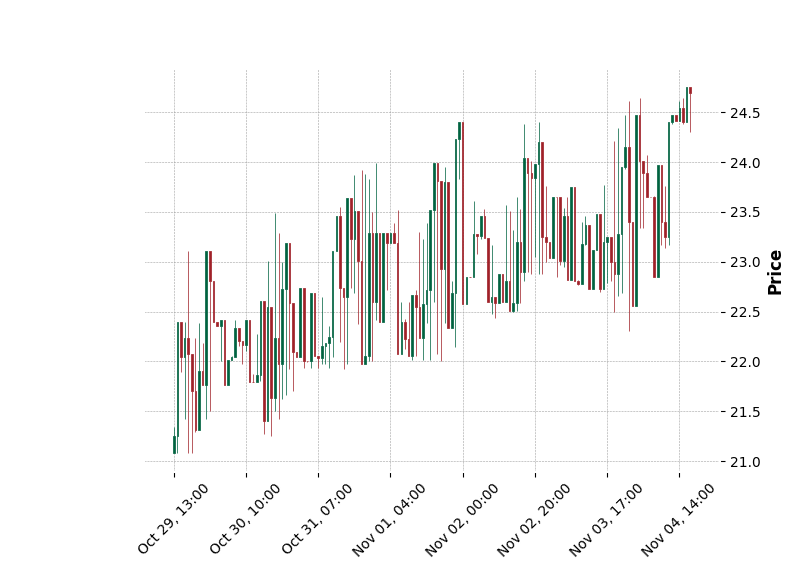 24.5
24.0
23.5
23.0
22.5
22.0
21.5
21.0
Price
Oct 29, 13:00
Oct 30, 10:00
Oct 31, 07:00
Nov 01, 04:00
Nov 02, 00:00
Nov 02, 20:00
Nov 03, 17:00
Nov 04, 14:00